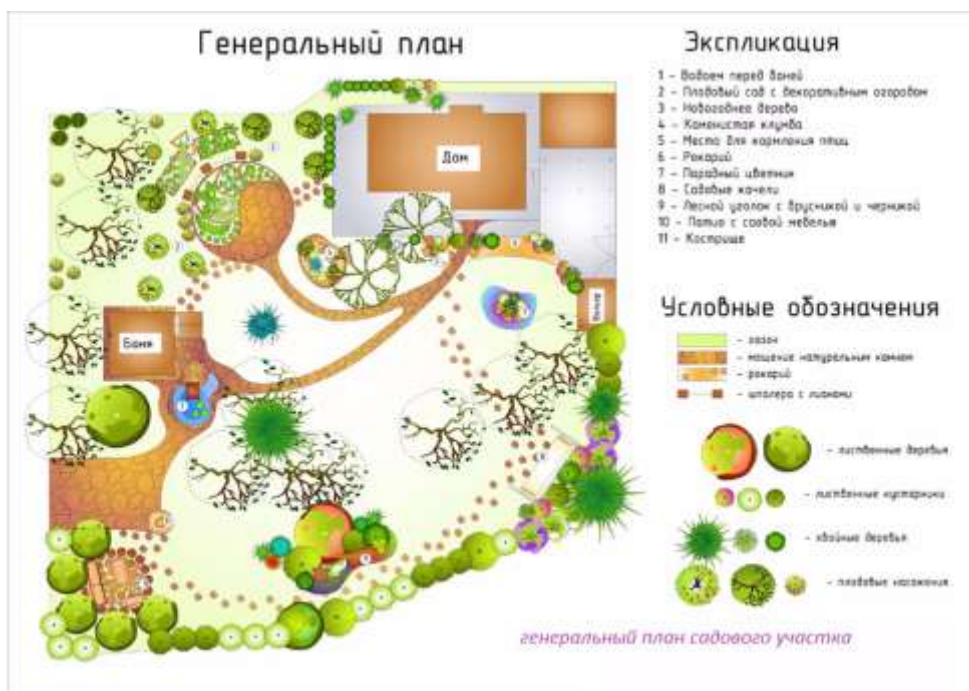 Генеральный план
Экспликация
1 - Водоем перед баней
2 - Плодовый сад с декоративным огородом
3 - Новогоднее дерево
4 - Каменистая клумба
5 - Место для кормления птиц
6 - Рокарий
7 - Парадный цветник
8 - Садовые качели
9 - Лесной уголок с брусникой и черникой
10 - Патио с садовой мебелью
11 - Кострище
Дом
Баня
Условные обозначения
- газон
- мощение натуральным камнем
- рокарий
- шпалера с лианами
- лиственные деревья
- лиственные кустарники
- хвойные деревья
- плодовые насаждения
генеральный план садового участка